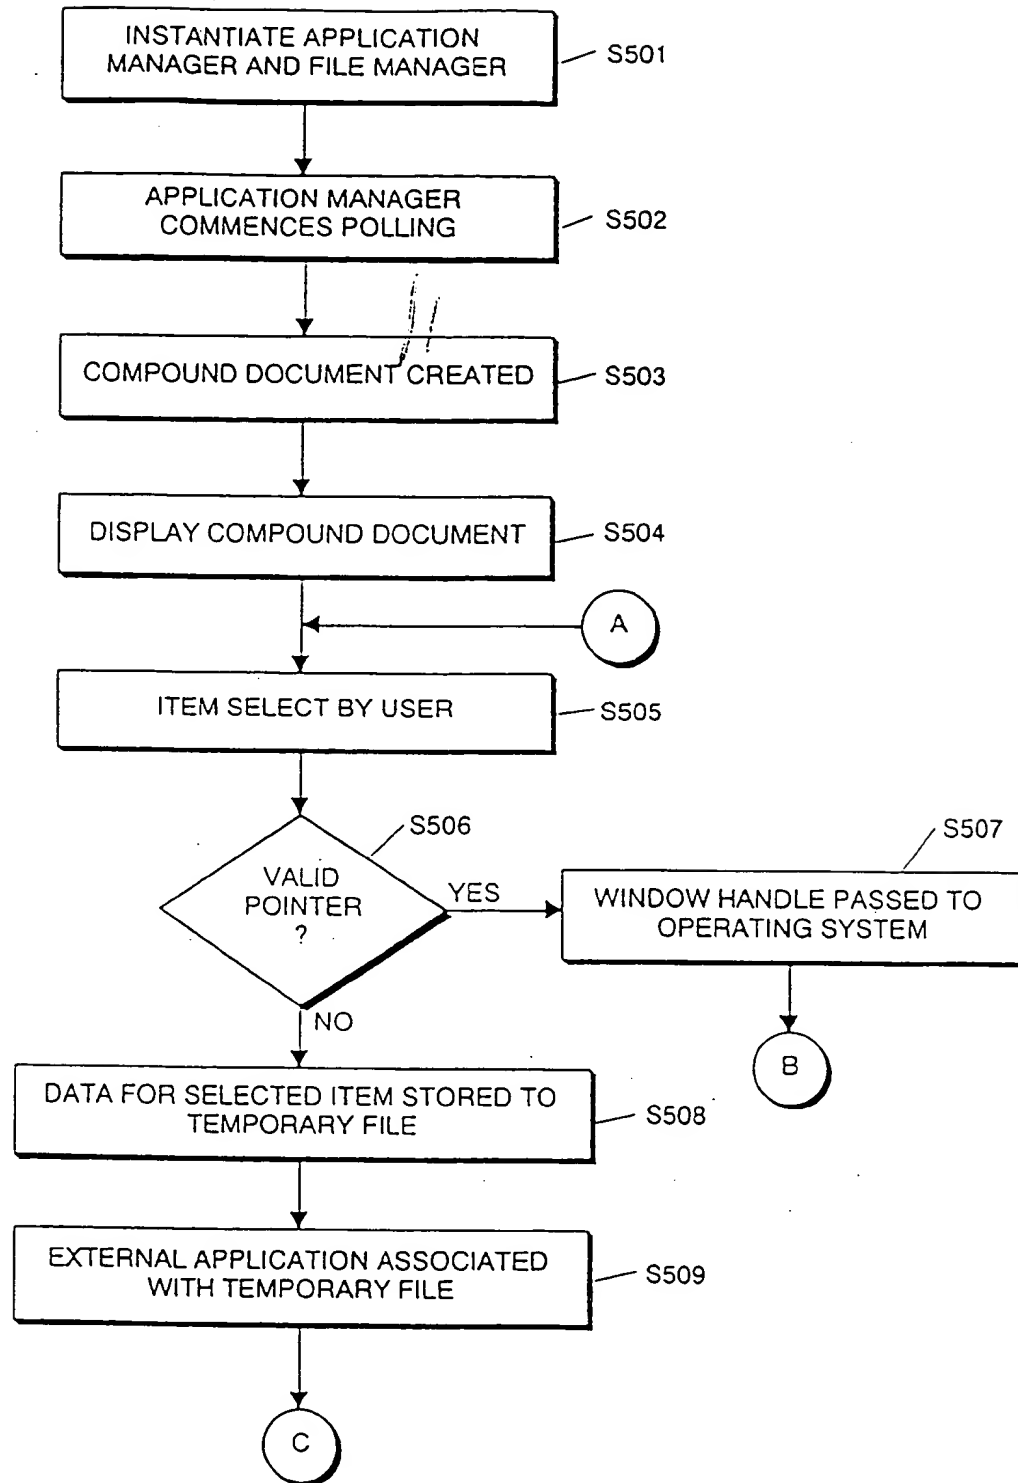 INSTANTIATE APPLICATION
MANAGER AND FILE MANAGER
S501
APPLICATION MANAGER
COMMENCES POLLING
S502
COMPOUND DOCUMENT CREATED
S503
DISPLAY COMPOUND DOCUMENT
S504
A
ITEM SELECT BY USER
S505
S506
VALID
POINTER
?
YES
S507
WINDOW HANDLE PASSED TO
OPERATING SYSTEM
NO
B
DATA FOR SELECTED ITEM STORED TO
TEMPORARY FILE
S508
EXTERNAL APPLICATION ASSOCIATED
WITH TEMPORARY FILE
S509
C